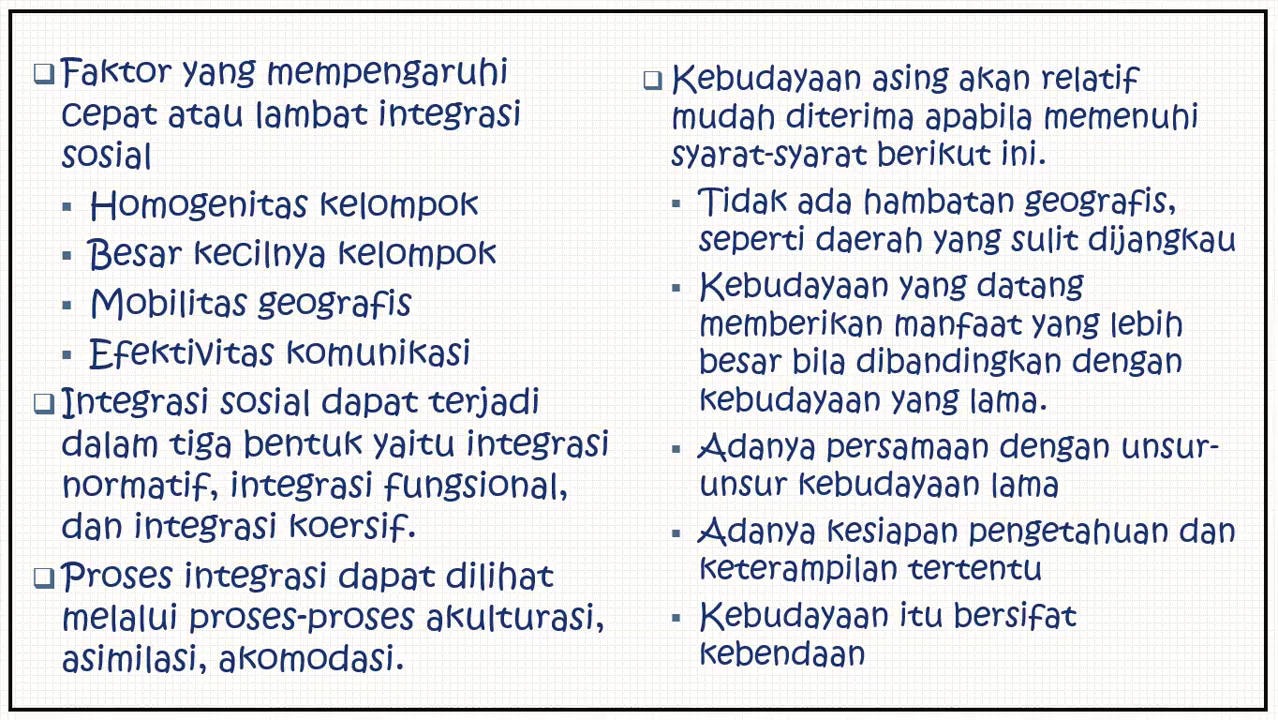 Faktor yang mempengaruhi
cepat atau lambat integrasi
sosial
Homogenitas kelompok
Besar kecilnya kelompok
Mobilitas geografis
Efektivitas komunikasi
Integrasi sosial dapat terjadi
dalam tiga bentuk yaitu integrasi
normatif, integrasi fungsional,
dan integrasi koersif.
Proses integrasi dapat dilihat
melalui proses-proses akulturasi,
asimilasi, akomodasi.
Kebudayaan asing akan relatif
mudah diterima apabila memenuhi
syarat-syarat berikut ini.
Tidak ada hambatan geografis,
seperti daerah yang sulit dijangkau
Kebudayaan yang datang
memberikan manfaat yang lebih
besar bila dibandingkan dengan
kebudayaan yang lama.
Adanya persamaan dengan unsur-
unsur kebudayaan lama
Adanya kesiapan pengetahuan dan
keterampilan tertentu
Kebudayaan itu bersifat
kebendaan